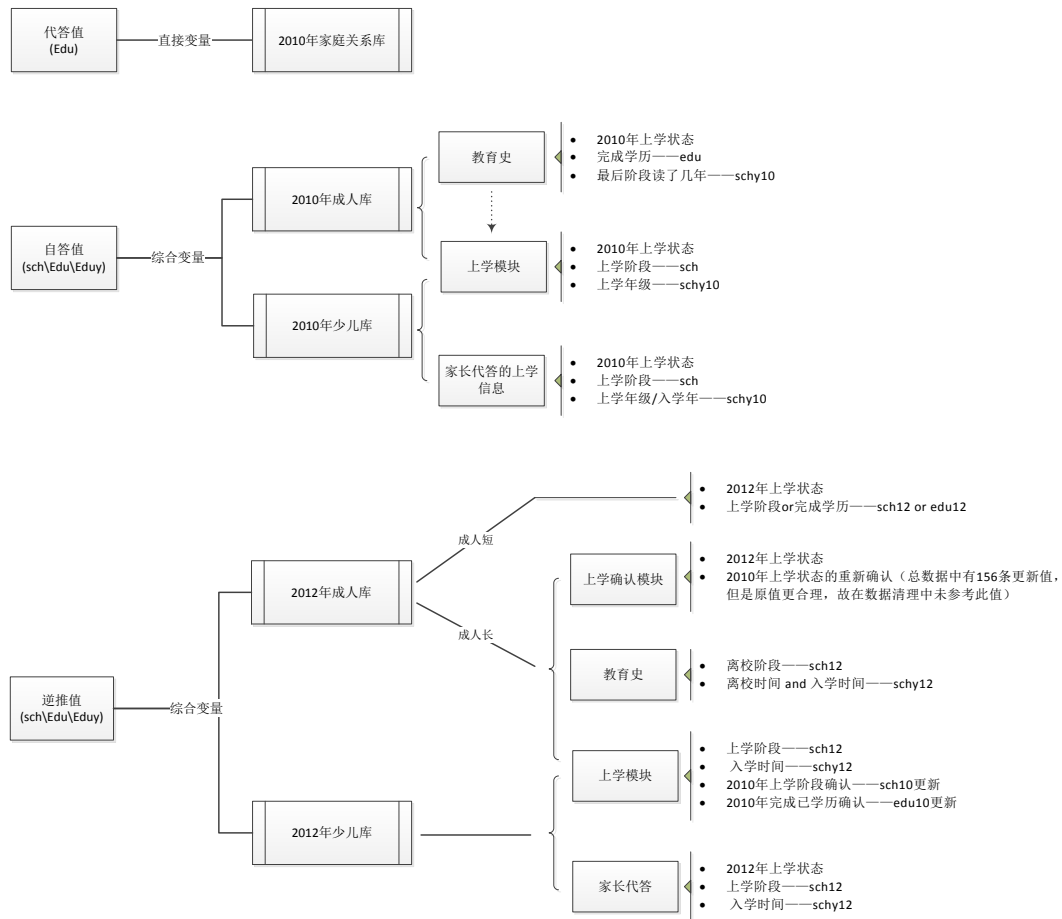 代答值
(Edu)
直接变量
2010年家庭关系库
自答值
(sch\Edu\Eduy)
综合变量
2010年成人库
2010年少儿库
教育史
2010年上学状态
完成学历——edu
最后阶段读了几年——schy10
上学模块
2010年上学状态
上学阶段——sch
上学年级——schy10
家长代答的上学
信息
2010年上学状态
上学阶段——sch
上学年级/入学年——schy10
逆推值
(sch\Edu\Eduy)
综合变量
2012年成人库
成人短
2012年上学状态
上学阶段or完成学历——sch12 or edu12
成人长
上学确认模块
2012年上学状态
2010年上学状态的重新确认（总数据中有156条更新值，
但是原值更合理，故在数据清理中未参考此值）
教育史
离校阶段——sch12
离校时间 and 入学时间——schy12
上学模块
上学阶段——sch12
入学时间——schy12
2010年上学阶段确认——sch10更新
2010年完成已学历确认——edu10更新
2012年少儿库
家长代答
2012年上学状态
上学阶段——sch12
入学时间——schy12